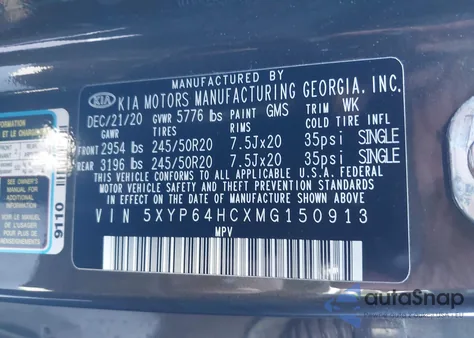 MANUFACTURED BY
KIA KIA MOTORS MANUFACTURING GEORGIA, INC.
DEC/21/20 GVWR 5776 lbs PAINT GMS TRIM WK
GAWR TIRES RIMS COLD TIRE INFL
FRONT 2954 lbs 245/50R20 7.5Jx20 35psi SINGLE
REAR 3196 lbs 245/50R20 7.5Jx20 35psi SINGLE
THIS VEHICLE CONFORMS TO ALL APPLICABLE
FEDERAL MOTOR VEHICLE SAFETY, BUMPER,
AND THEFT PREVENTION STANDARDS IN EFFECT
ON THE DATE OF MANUFACTURE SHOWN ABOVE.
VIN 5XYP64HCXMG150913
MPV
9110
autoSnap